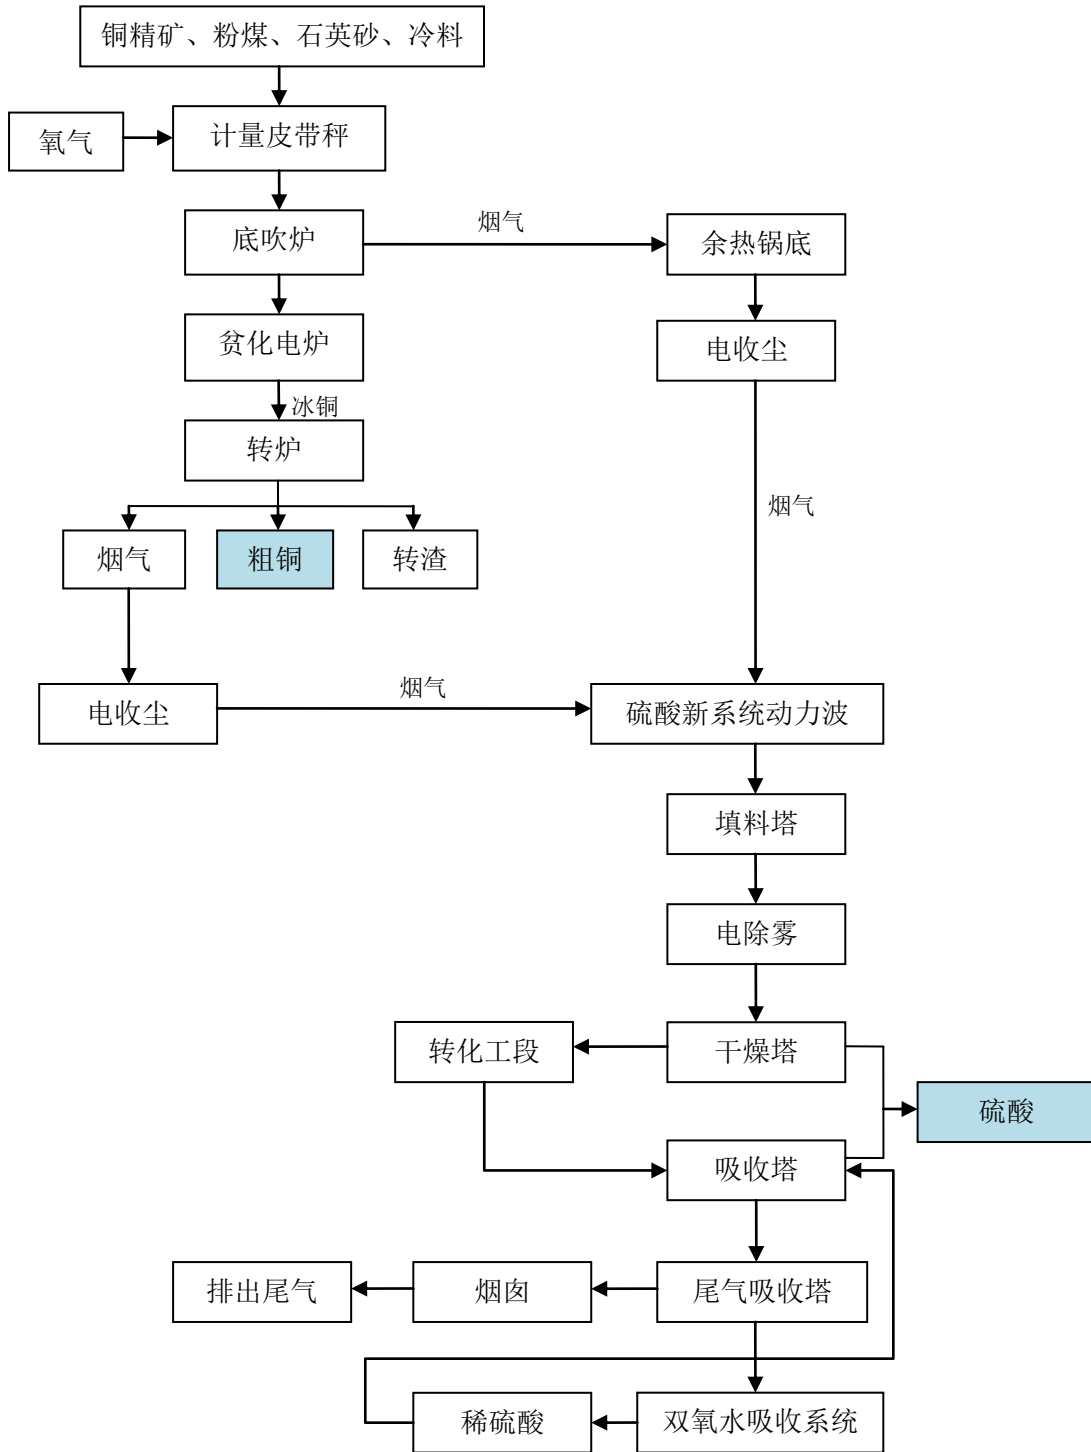 铜精矿、粉煤、石英砂、冷料
氧气
计量皮带秤
底吹炉
烟气
余热锅底
贫化电炉
电收尘
冰铜
转炉
烟气
烟气
粗铜
转渣
电收尘
烟气
硫酸新系统动力波
填料塔
电除雾
转化工段
干燥塔
硫酸
吸收塔
排出尾气
烟囱
尾气吸收塔
稀硫酸
双氧水吸收系统